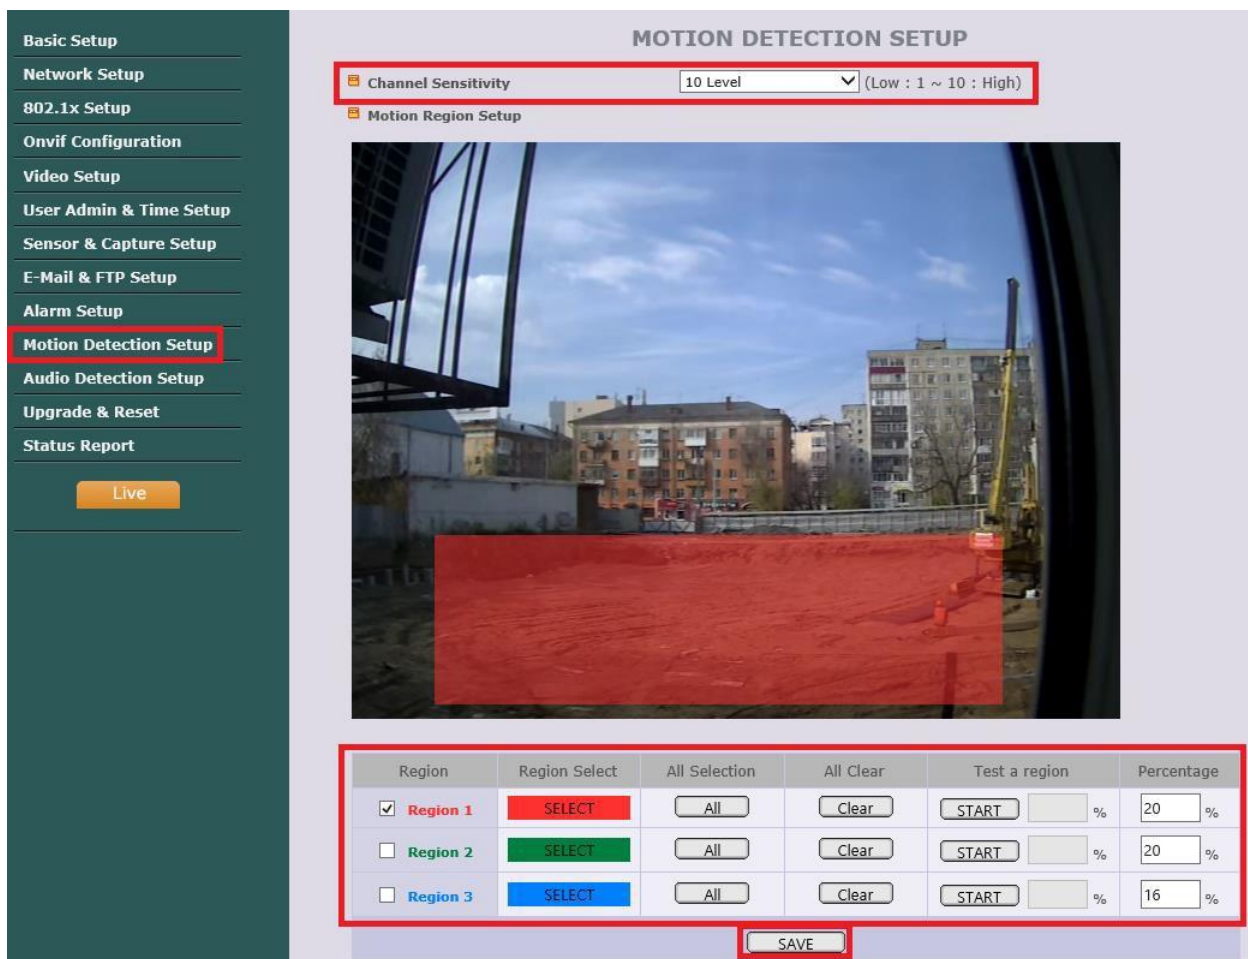 Basic Setup
Network Setup
802.1x Setup
Onvif Configuration
Video Setup
User Admin & Time Setup
Sensor & Capture Setup
E-Mail & FTP Setup
Alarm Setup
Motion Detection Setup
Audio Detection Setup
Upgrade & Reset
Status Report
Live
MOTION DETECTION SETUP
Channel Sensitivity 10 Level (Low : 1 ~ 10 : High)
Motion Region Setup
Region Region Select All Selection All Clear Test a region Percentage
Region 1 SELECT All Clear START % 20 %
Region 2 SELECT All Clear START % 20 %
Region 3 SELECT All Clear START % 16 %
SAVE